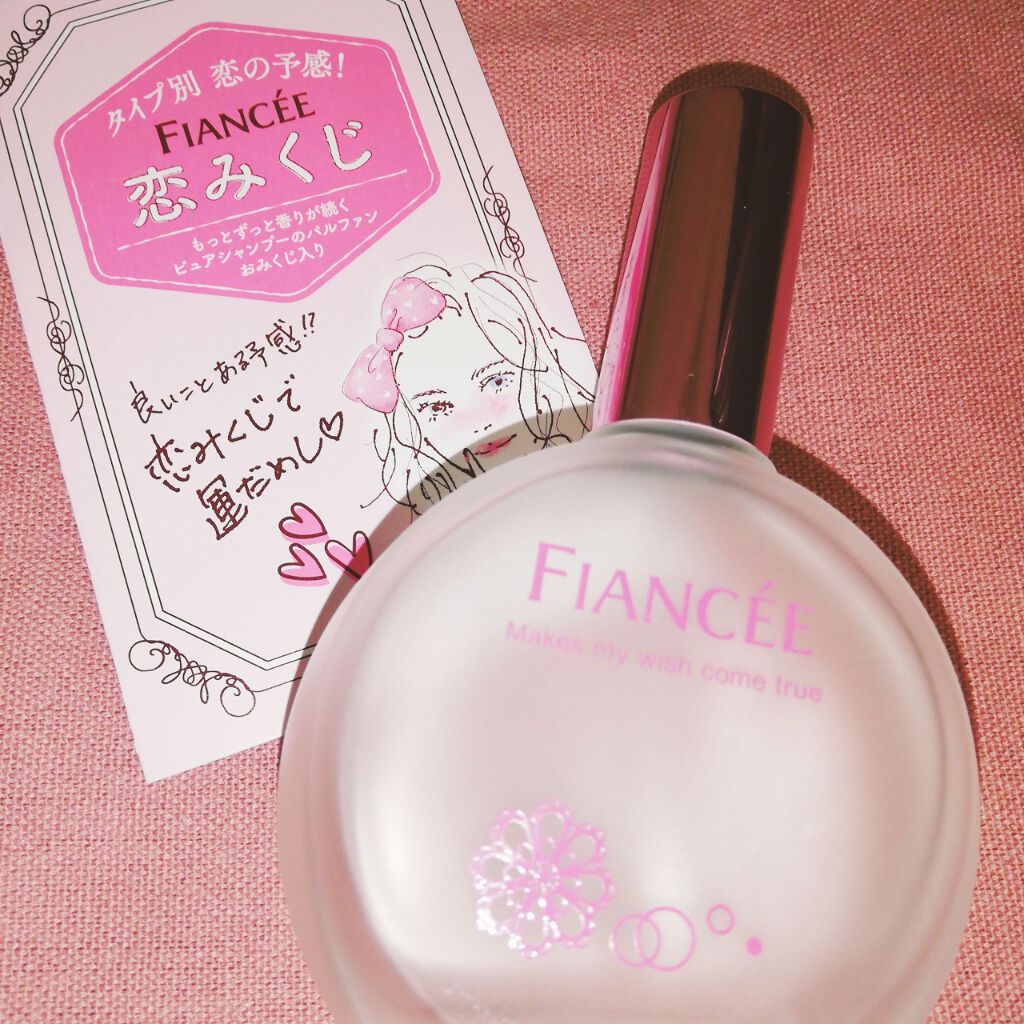 タイプ別 恋の予感!
FIANCÉE
恋みくじ
もっとずっと香りが続く
ピュアシャンプーのパルファン
おみくじ入り
良いことある予感!?
恋みくじで
運だめし♡
FIANCÉE
Makes my wish come true